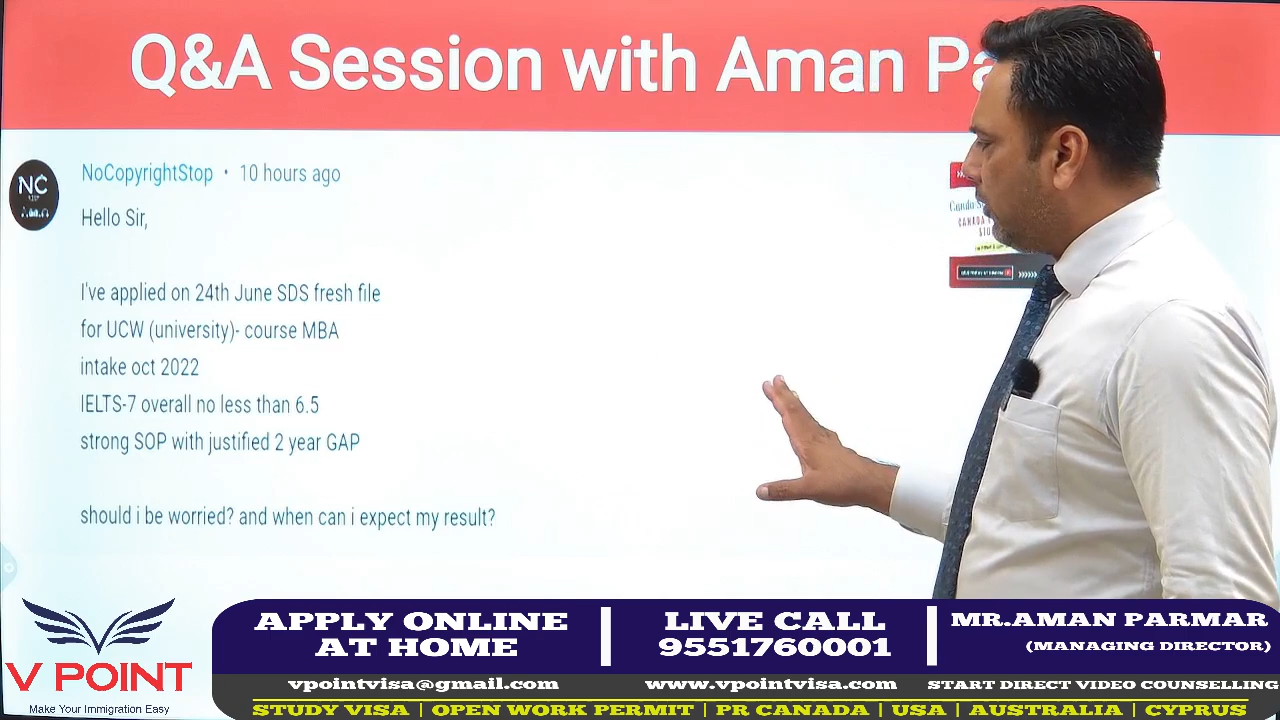 Q&A Session with Aman Pa
NC
NoCopyrightStop • 10 hours ago
Hello Sir,
I've applied on 24th June SDS fresh file
for UCW (university)- course MBA
intake oct 2022
IELTS-7 overall no less than 6.5
strong SOP with justified 2 year GAP
should i be worried? and when can i expect my result?
V POINT
Make Your Immigration Easy
APPLY ONLINE
AT HOME
LIVE CALL
9551760001
MR.AMAN PARMAR
(MANAGING DIRECTOR)
vpointvisa@gmail.com
www.vpointvisa.com
START DIRECT VIDEO COUNSELLING
STUDY VISA | OPEN WORK PERMIT | PR CANADA | USA | AUSTRALIA | CYPRUS